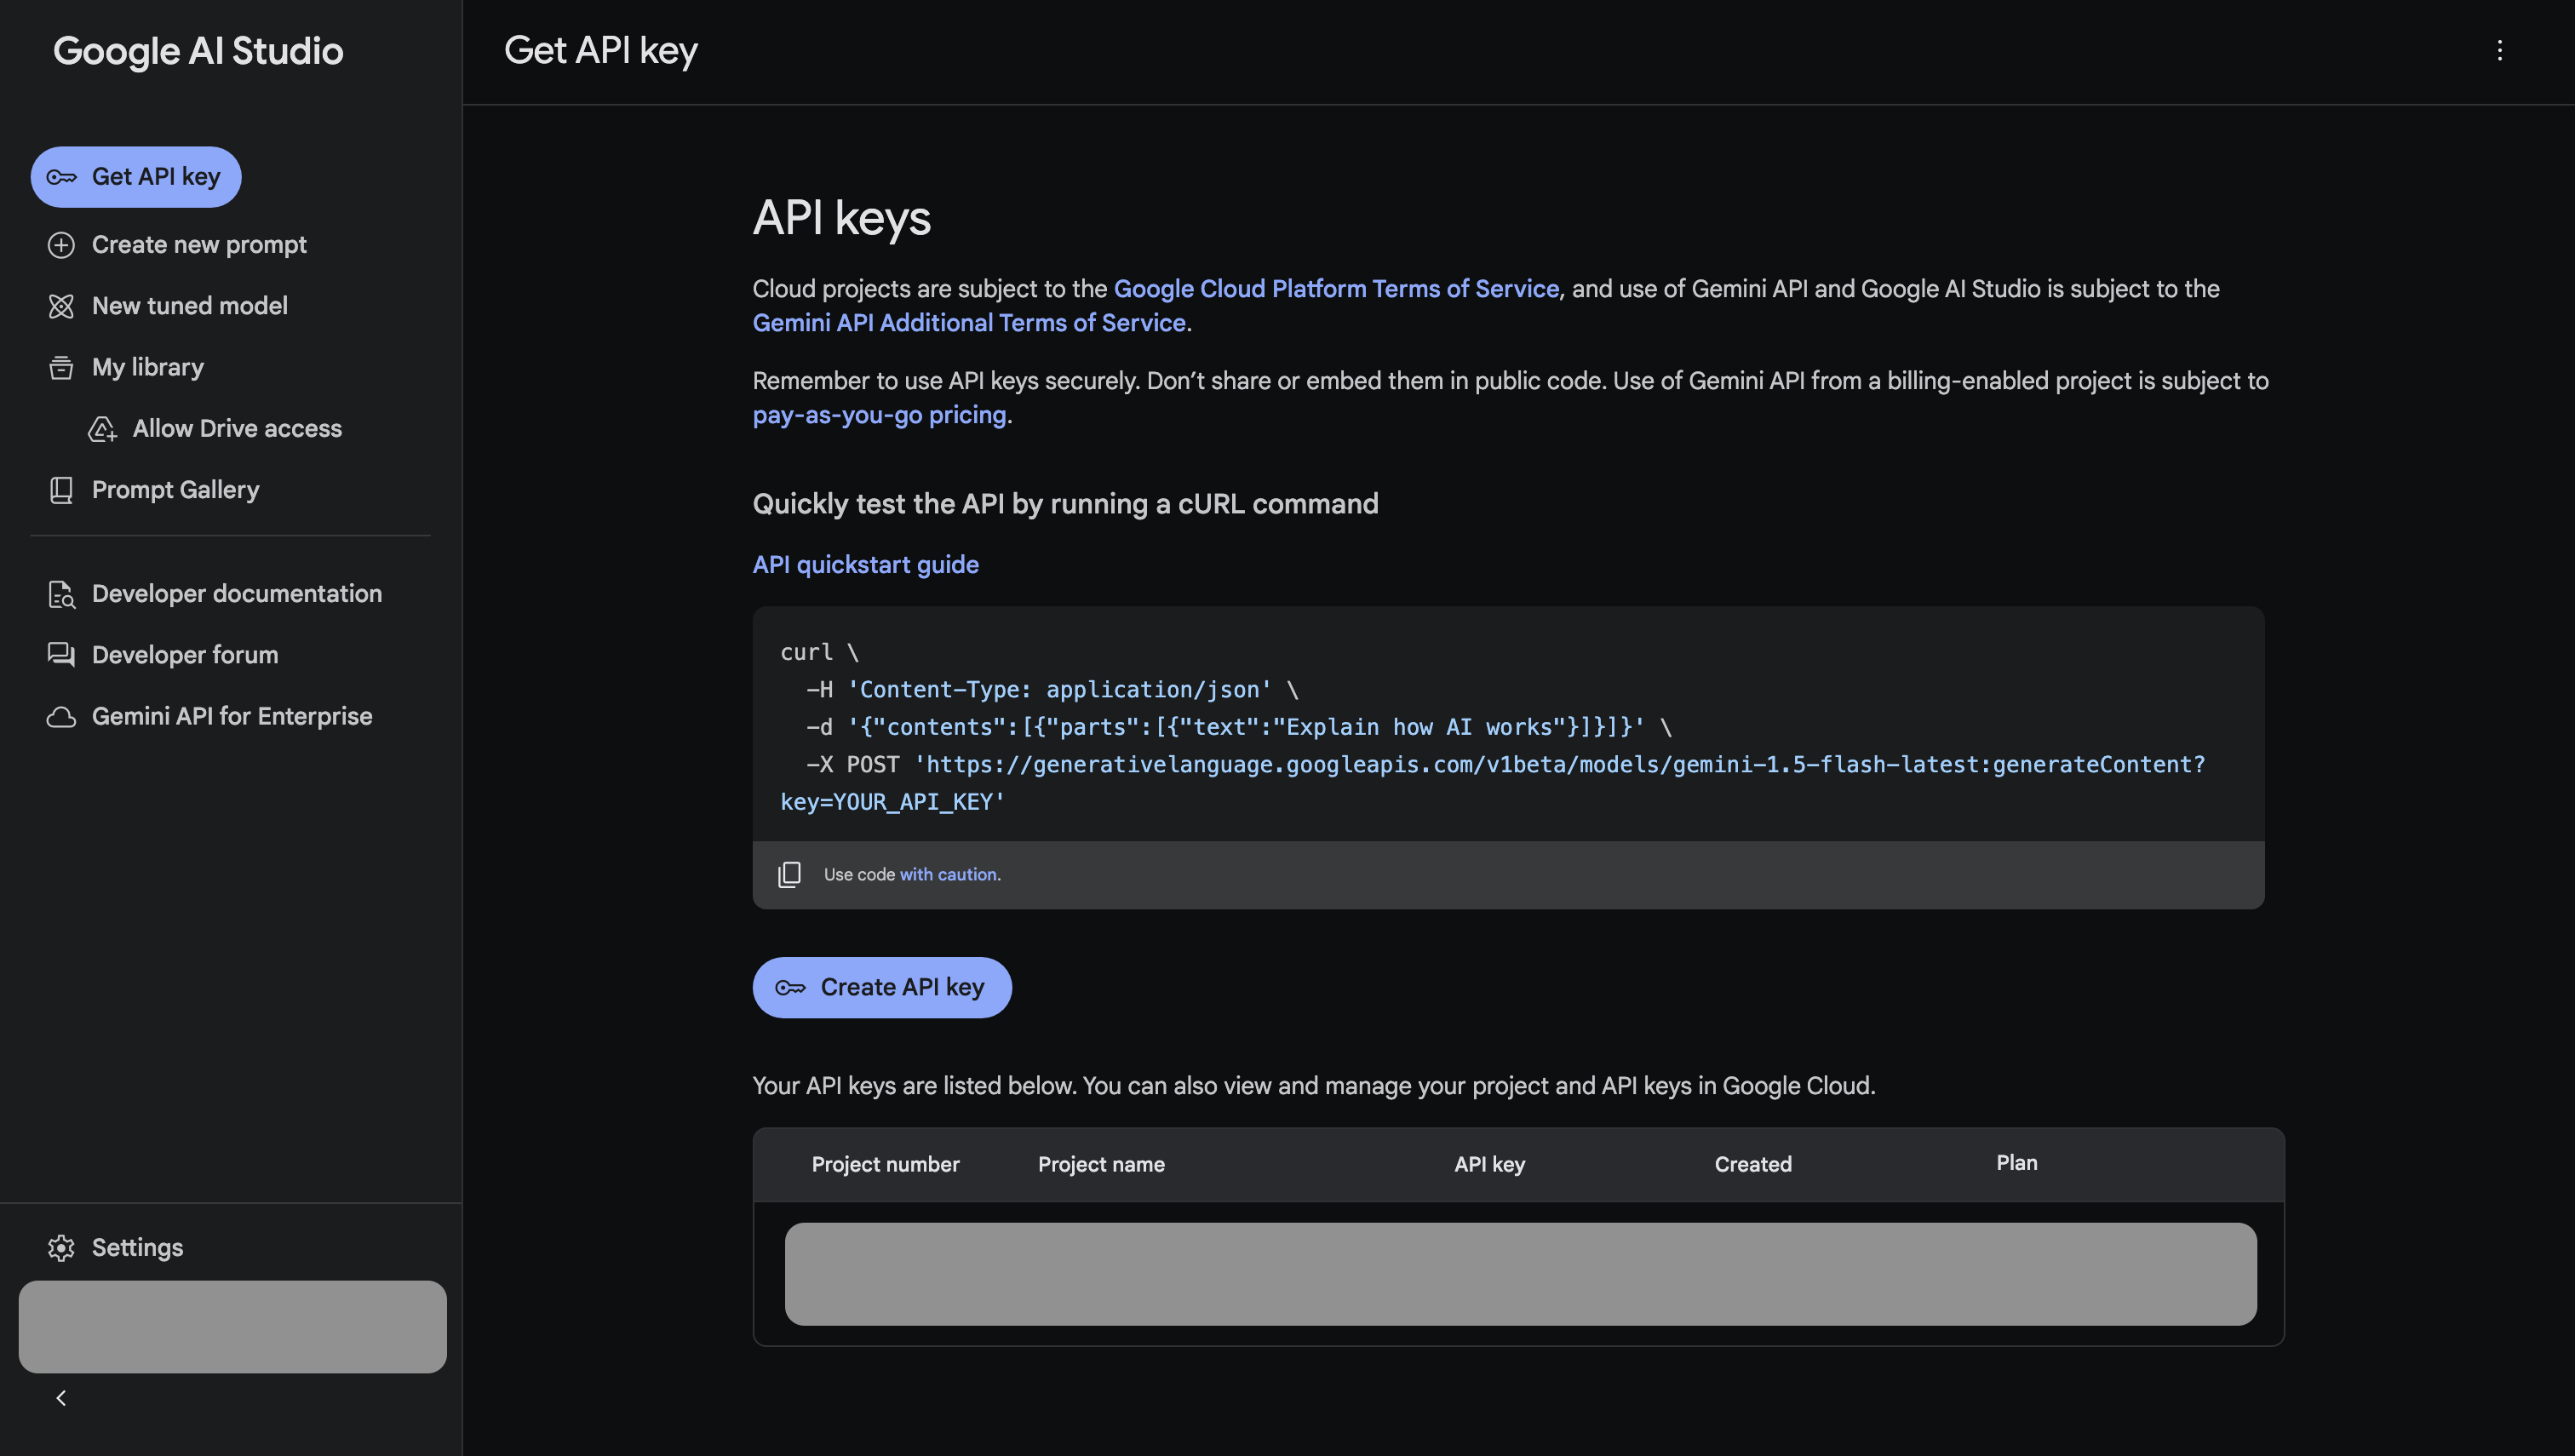 Google AI Studio
Get API key
Create new prompt
New tuned model
My library
Allow Drive access
Prompt Gallery
Developer documentation
Developer forum
Gemini API for Enterprise
Settings
Get API key
API keys
Cloud projects are subject to the Google Cloud Platform Terms of Service, and use of Gemini API and Google AI Studio is subject to the
Gemini API Additional Terms of Service.
Remember to use API keys securely. Don’t share or embed them in public code. Use of Gemini API from a billing-enabled project is subject to
pay-as-you-go pricing.
Quickly test the API by running a cURL command
API quickstart guide
curl \
  -H 'Content-Type: application/json' \
  -d '{"contents":[{"parts":[{"text":"Explain how AI works"}]}]}' \
  -X POST 'https://generativelanguage.googleapis.com/v1beta/models/gemini-1.5-flash-latest:generateContent?
key=YOUR_API_KEY'
Use code with caution.
Create API key
Your API keys are listed below. You can also view and manage your project and API keys in Google Cloud.
Project number Project name API key Created Plan